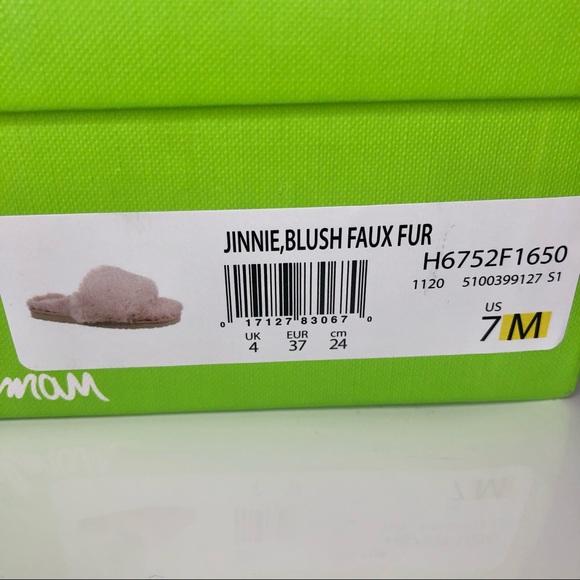 JINNIE,BLUSH FAUX FUR
H6752F1650
1120 5100399127 S1
0 17127 83067 0
UK EUR cm
4 37 24
US
7 M